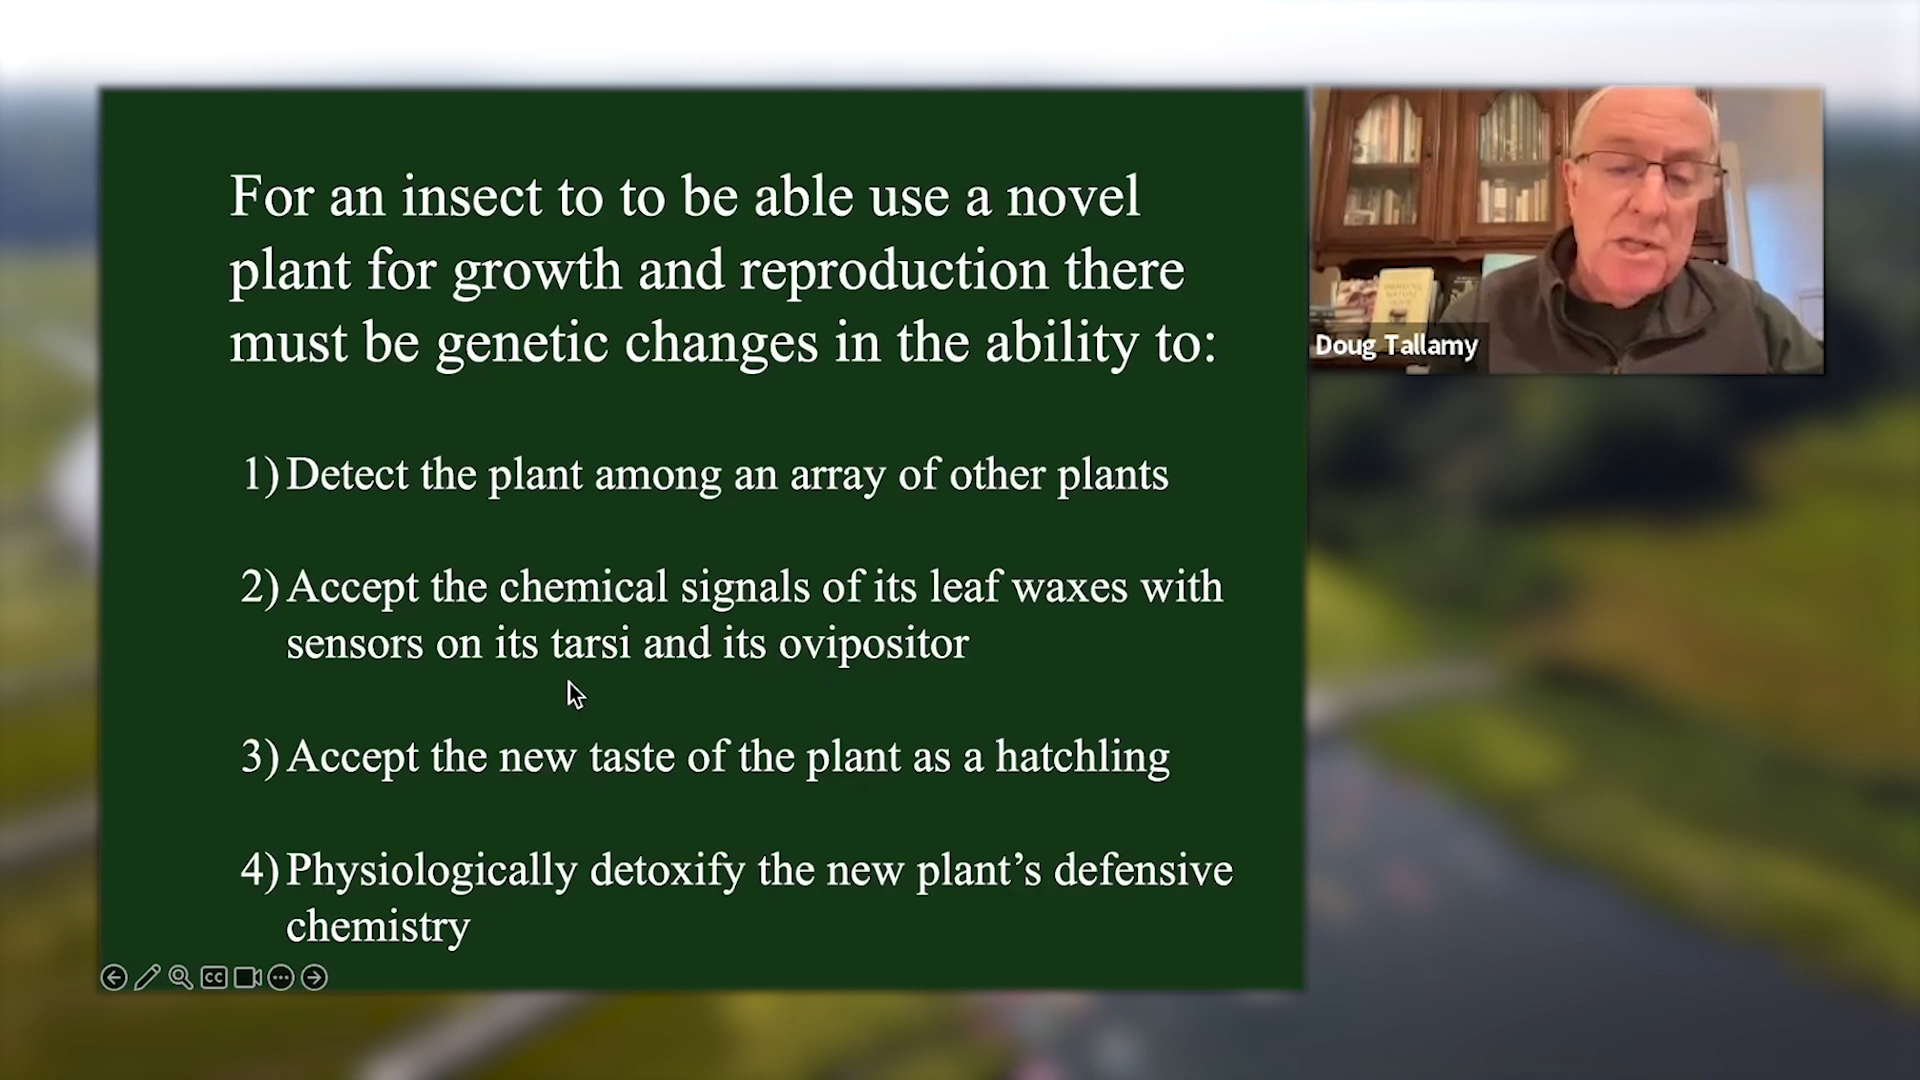 For an insect to to be able use a novel
plant for growth and reproduction there
must be genetic changes in the ability to:
1) Detect the plant among an array of other plants
2) Accept the chemical signals of its leaf waxes with
sensors on its tarsi and its ovipositor
3) Accept the new taste of the plant as a hatchling
4) Physiologically detoxify the new plant’s defensive
chemistry
CC
Doug Tallamy